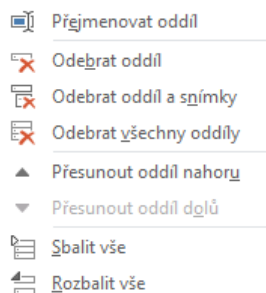 Přejmenovat oddíl
Odebrat oddíl
Odebrat oddíl a snímky
Odebrat všechny oddíly
Přesunout oddíl nahoru
Přesunout oddíl dolů
Sbalit vše
Rozbalit vše